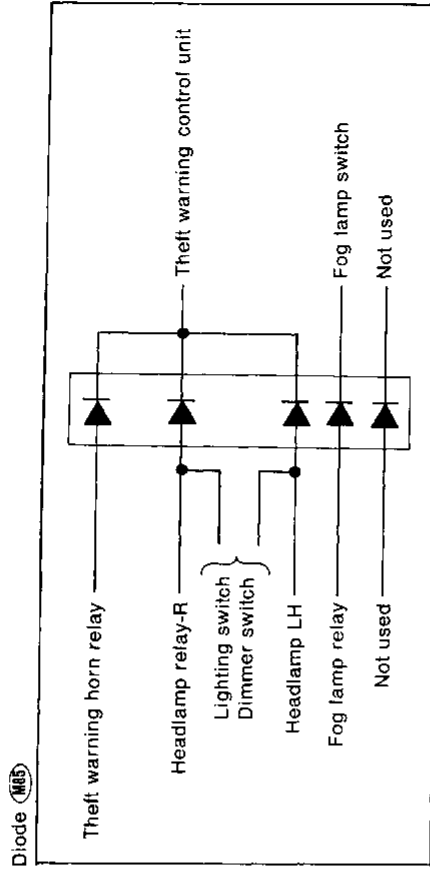 Diode M85
Theft warning horn relay
Headlamp relay-R
Lighting switch
Dimmer switch
Headlamp LH
Fog lamp relay
Not used
Theft warning control unit
Fog lamp switch
Not used